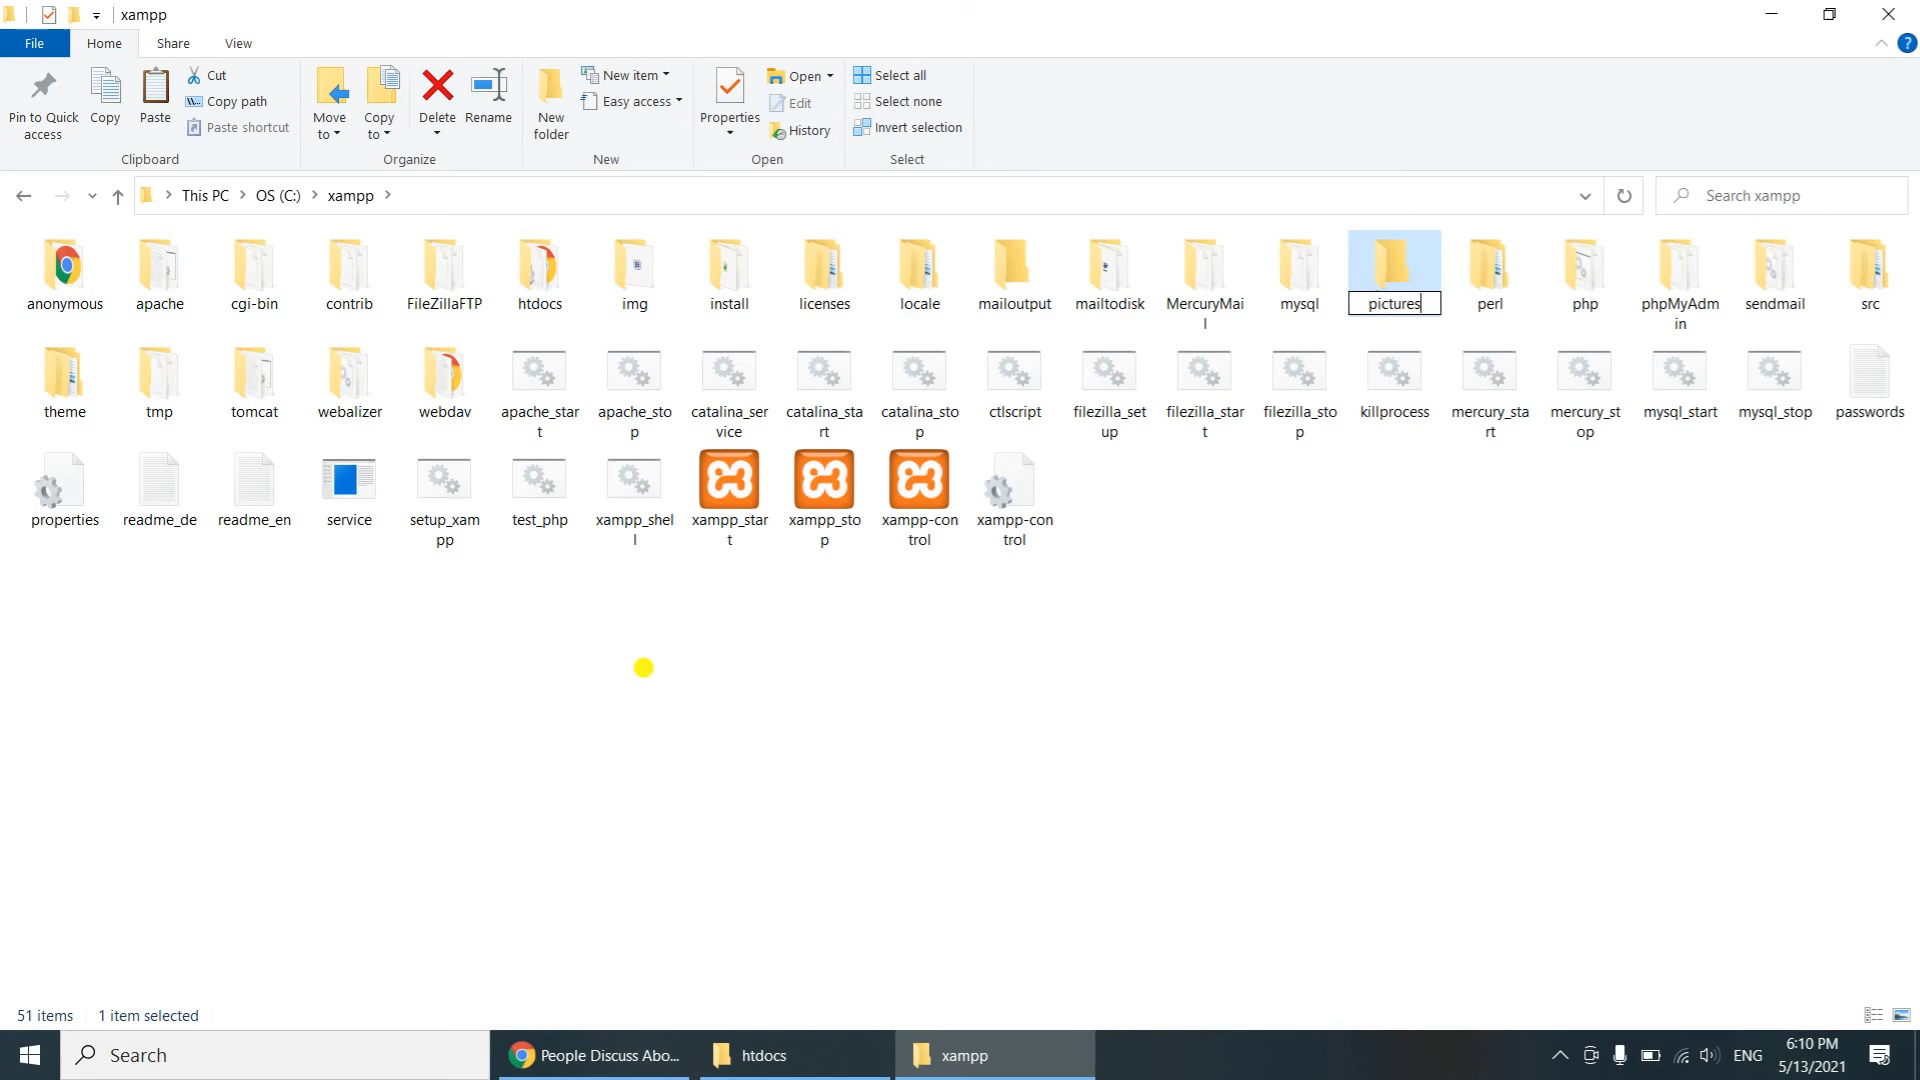 xampp
File
Home
Share
View
Pin to Quick
access
Copy
Paste
Cut
Copy path
Paste shortcut
Clipboard
Move
to
Copy
to
Delete
Rename
Organize
New
folder
New item
Easy access
New
Properties
Open
Edit
History
Open
Select all
Select none
Invert selection
Select
This PC
OS (C:)
xampp
Search xampp
anonymous
apache
cgi-bin
contrib
FileZillaFTP
htdocs
img
install
licenses
locale
mailoutput
mailtodisk
MercuryMai
l
mysql
pictures
perl
php
phpMyAdm
in
sendmail
src
theme
tmp
tomcat
webalizer
webdav
apache_star
t
apache_sto
p
catalina_ser
vice
catalina_sta
rt
catalina_sto
p
ctlscript
filezilla_set
up
filezilla_star
t
filezilla_sto
p
killprocess
mercury_sta
rt
mercury_st
op
mysql_start
mysql_stop
passwords
properties
readme_de
readme_en
service
setup_xam
pp
test_php
xampp_shel
l
xampp_star
t
xampp_sto
p
xampp-con
trol
xampp-con
trol
51 items
1 item selected
Search
People Discuss Abo...
htdocs
xampp
ENG
6:10 PM
5/13/2021